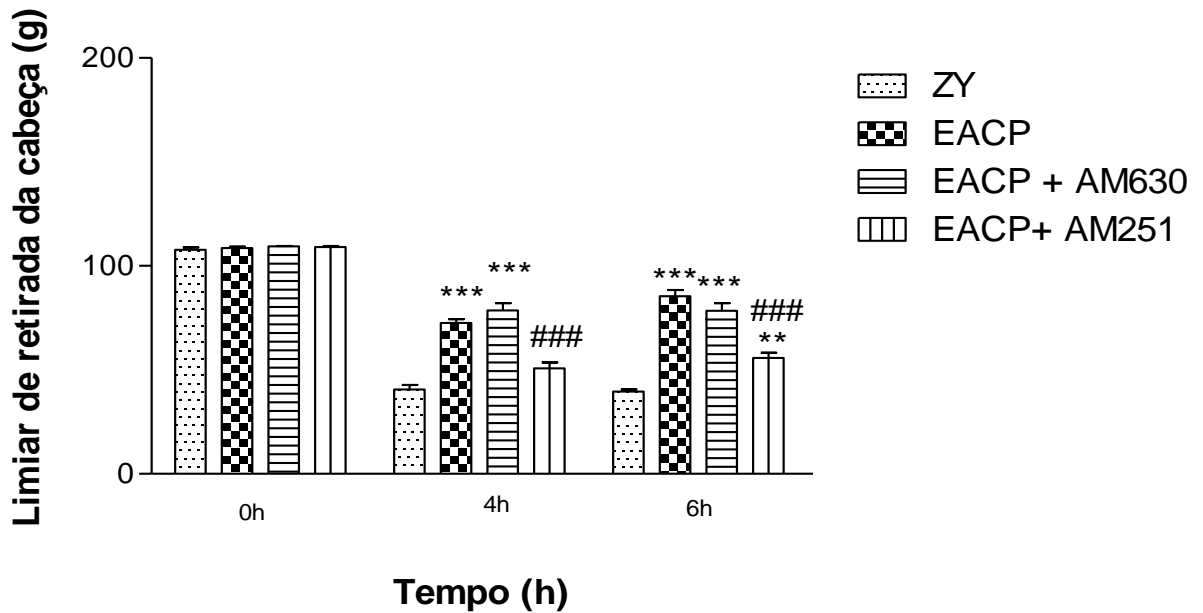 Limiar de retirada da cabeça (g)
200
100
0
*** *** ###
*** *** ### **
0h 4h 6h
Tempo (h)
ZY
EACP
EACP + AM630
EACP+ AM251